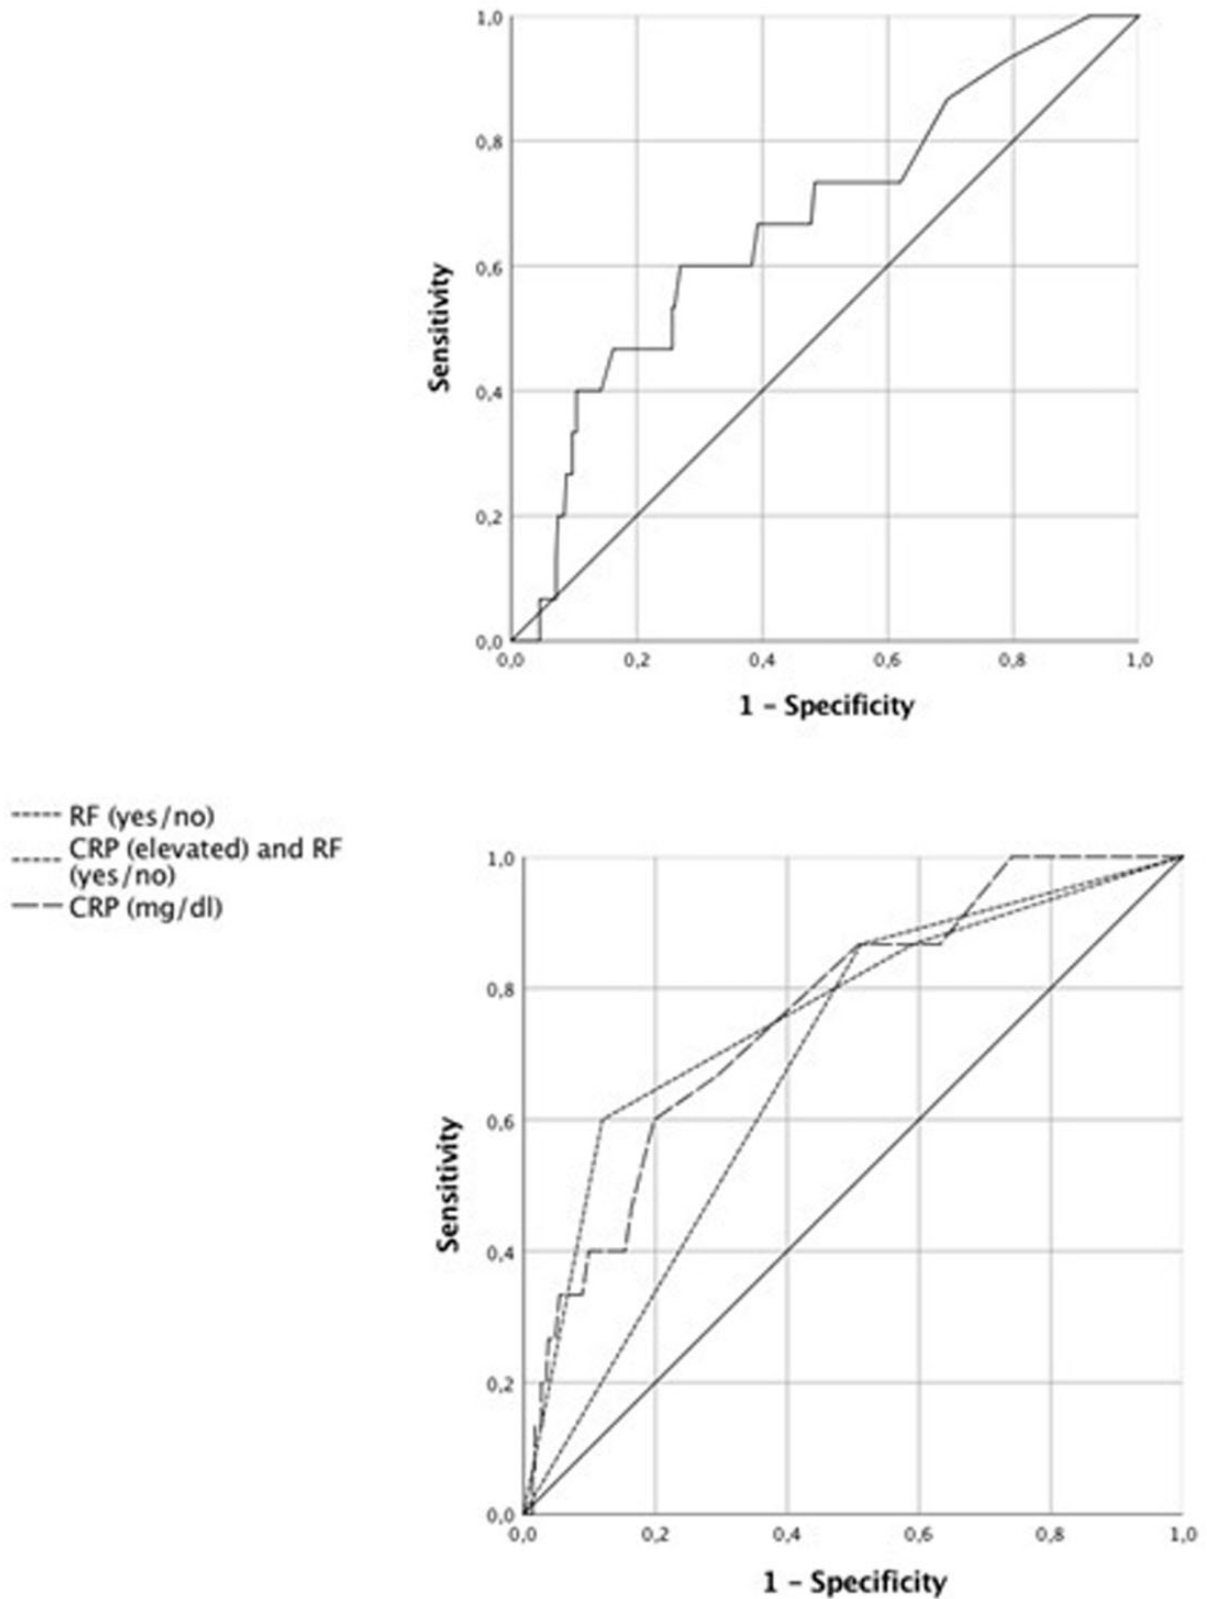 1,0
0,8
0,6
0,4
0,2
0,0
Sensitivity
0,0 0,2 0,4 0,6 0,8 1,0
1 – Specificity
RF (yes/no)
CRP (elevated) and RF
(yes/no)
CRP (mg/dl)
1,0
0,8
0,6
0,4
0,2
0,0
Sensitivity
0,0 0,2 0,4 0,6 0,8 1,0
1 – Specificity